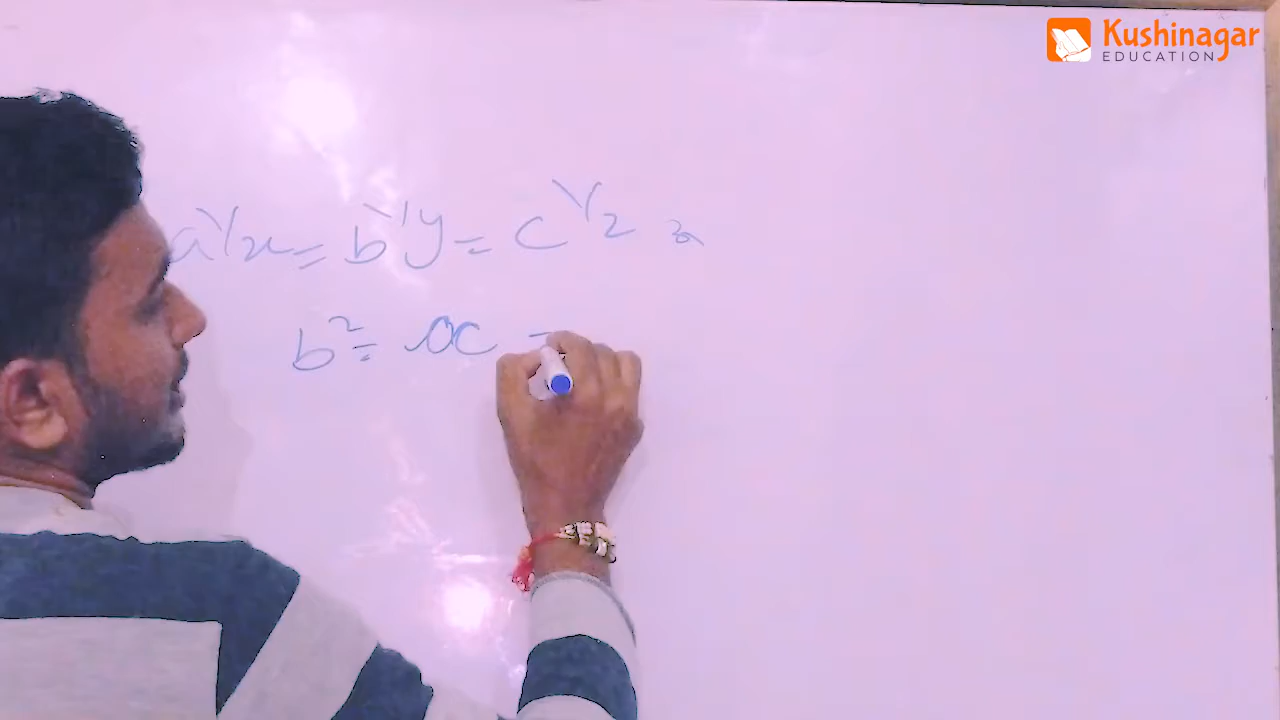 Kushinagar
EDUCATION
a^1/x = b^1/y = c^1/z
b² = ac